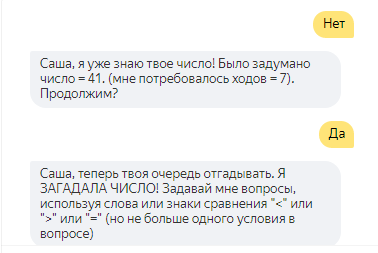 Нет
Саша, я уже знаю твое число! Было задумано
число = 41. (мне потребовалось ходов = 7).
Продолжим?
Да
Саша, теперь твоя очередь отгадывать. Я
ЗАГАДАЛА ЧИСЛО! Задавай мне вопросы,
используя слова или знаки сравнения "<" или
">" или "=" (но не больше одного условия в
вопросе)